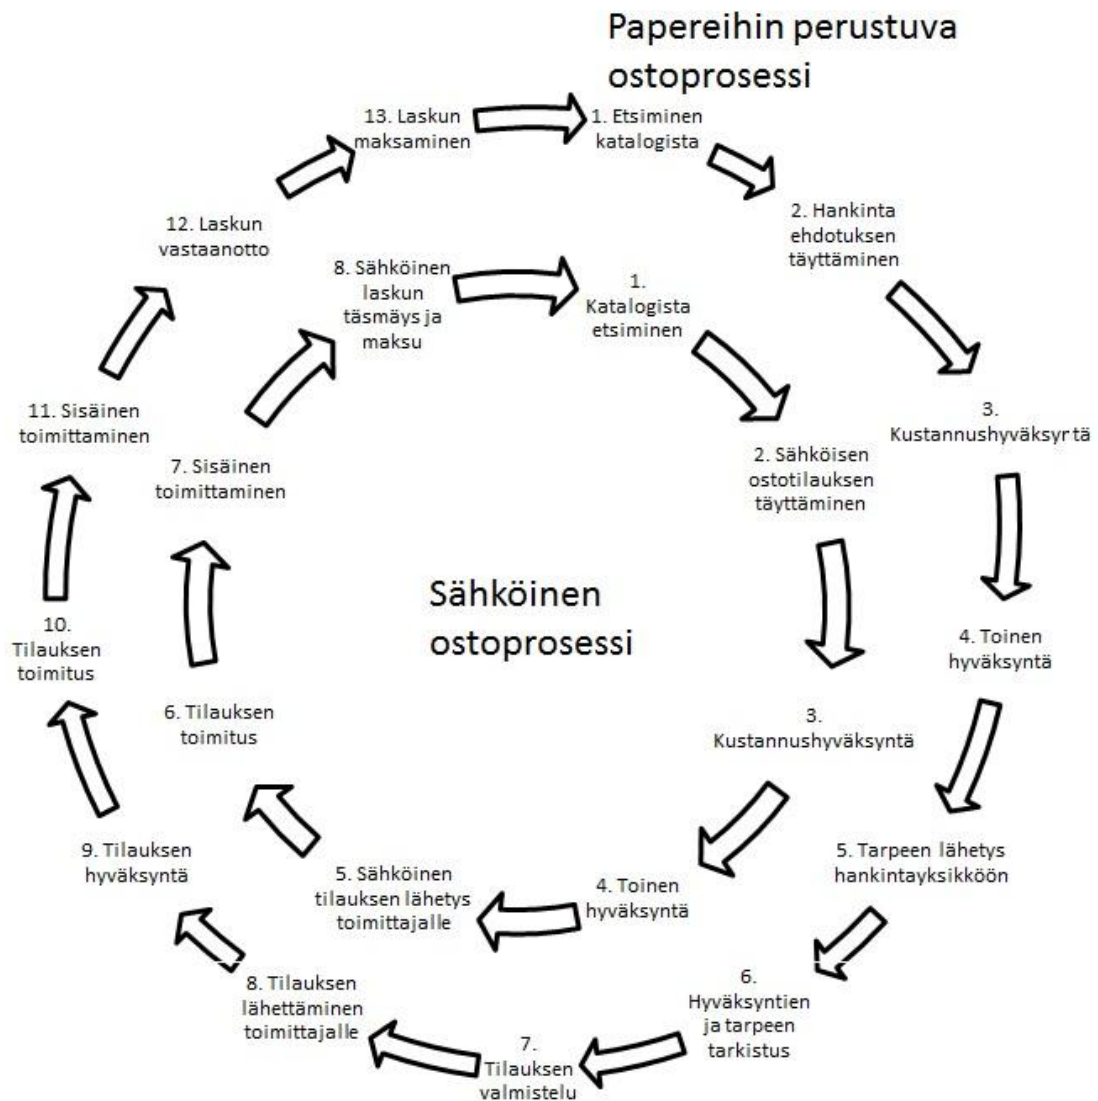 Papereihin perustuva
ostoprosessi
1. Etsiminen
katalogista
2. Hankinta
ehdotuksen
täyttäminen
3.
Kustannushyväksyntä
4. Toinen
hyväksyntä
5. Tarpeen lähetys
hankintayksikköön
6.
Hyväksyntien
ja tarpeen
tarkistus
7.
Tilauksen
valmistelu
8. Tilauksen
lähettäminen
toimittajalle
9. Tilauksen
hyväksyntä
10.
Tilauksen
toimitus
11. Sisäinen
toimittaminen
12. Laskun
vastaanotto
13. Laskun
maksaminen
Sähköinen
ostoprosessi
1.
Katalogista
etsiminen
2. Sähköisen
ostotilauksen
täyttäminen
3.
Kustannushyväksyntä
4. Toinen
hyväksyntä
5. Sähköinen
tilauksen lähetys
toimittajalle
6. Tilauksen
toimitus
7. Sisäinen
toimittaminen
8. Sähköinen
laskun
täsmäys ja
maksu